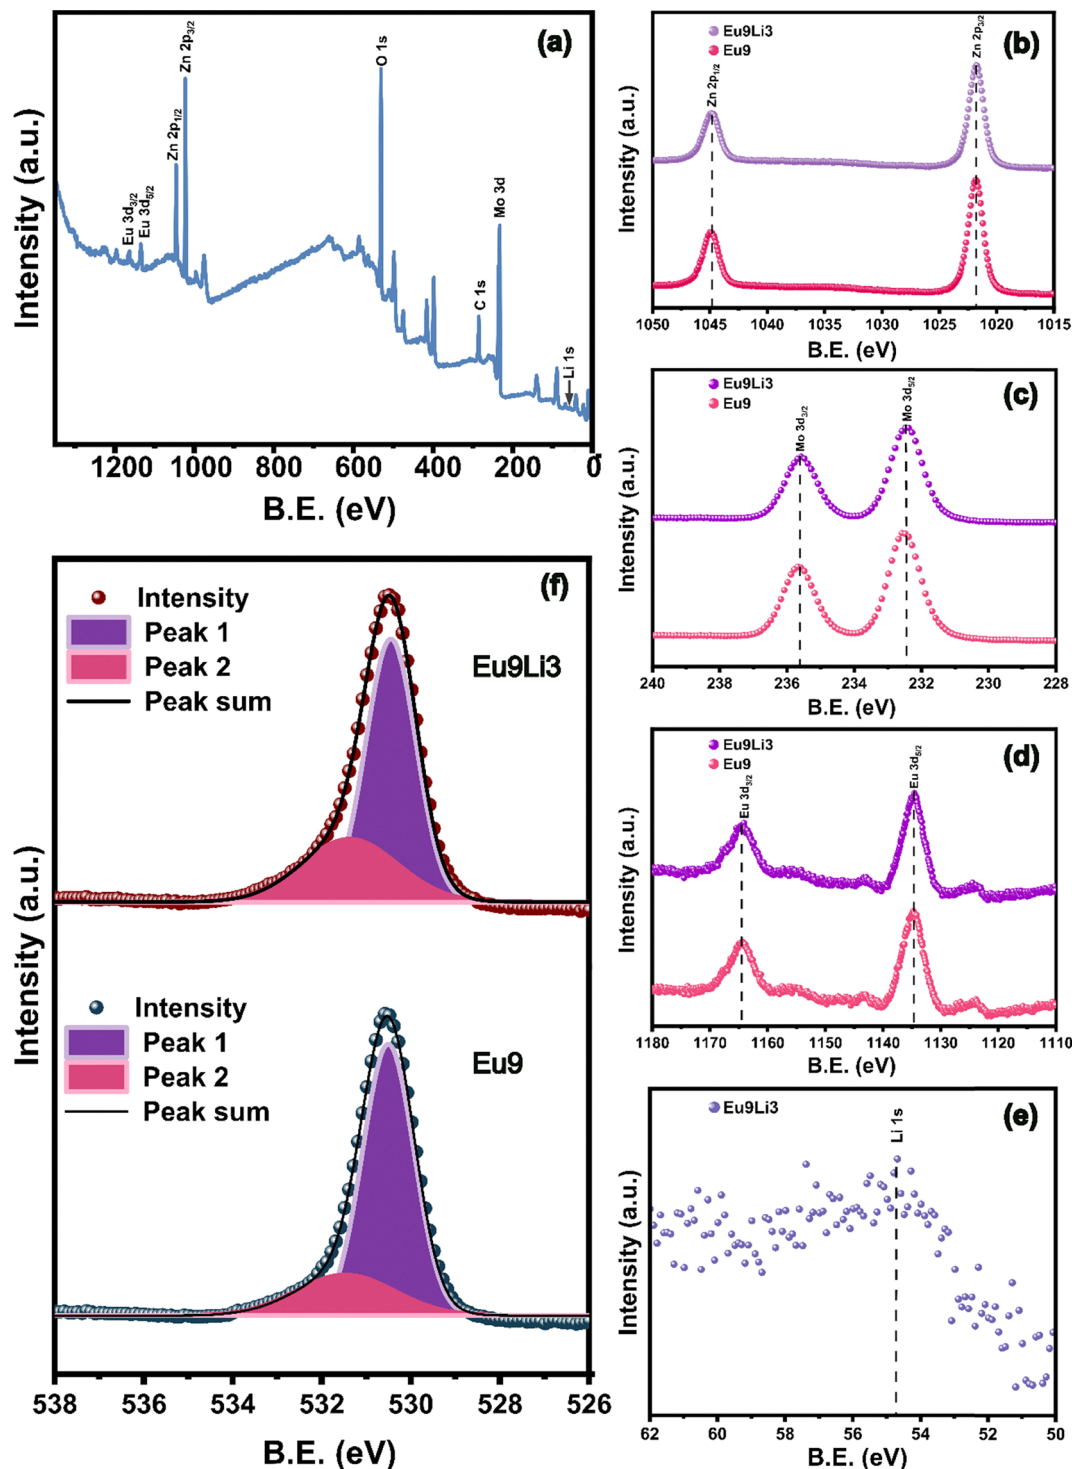 (a)
Eu 3d3/2
Eu 3d5/2
Zn 2p1/2
Zn 2p3/2
O 1s
C 1s
Mo 3d
Li 1s
Intensity (a.u.)
1200 1000 800 600 400 200 0
B.E. (eV)
(b)
Eu9Li3
Eu9
Zn 2p1/2
Zn 2p3/2
Intensity (a.u.)
1050 1045 1040 1035 1030 1025 1020 1015
B.E. (eV)
(c)
Eu9Li3
Eu9
Mo 3d3/2
Mo 3d5/2
Intensity (a.u.)
240 238 236 234 232 230 228
B.E. (eV)
(d)
Eu9Li3
Eu9
Eu 3d3/2
Eu 3d5/2
Intensity (a.u.)
1180 1170 1160 1150 1140 1130 1120 1110
B.E. (eV)
(e)
Eu9Li3
Li 1s
Intensity (a.u.)
62 60 58 56 54 52 50
B.E. (eV)
(f)
Intensity
Peak 1
Peak 2
Peak sum
Eu9Li3
Intensity
Peak 1
Peak 2
Peak sum
Eu9
Intensity (a.u.)
538 536 534 532 530 528 526
B.E. (eV)